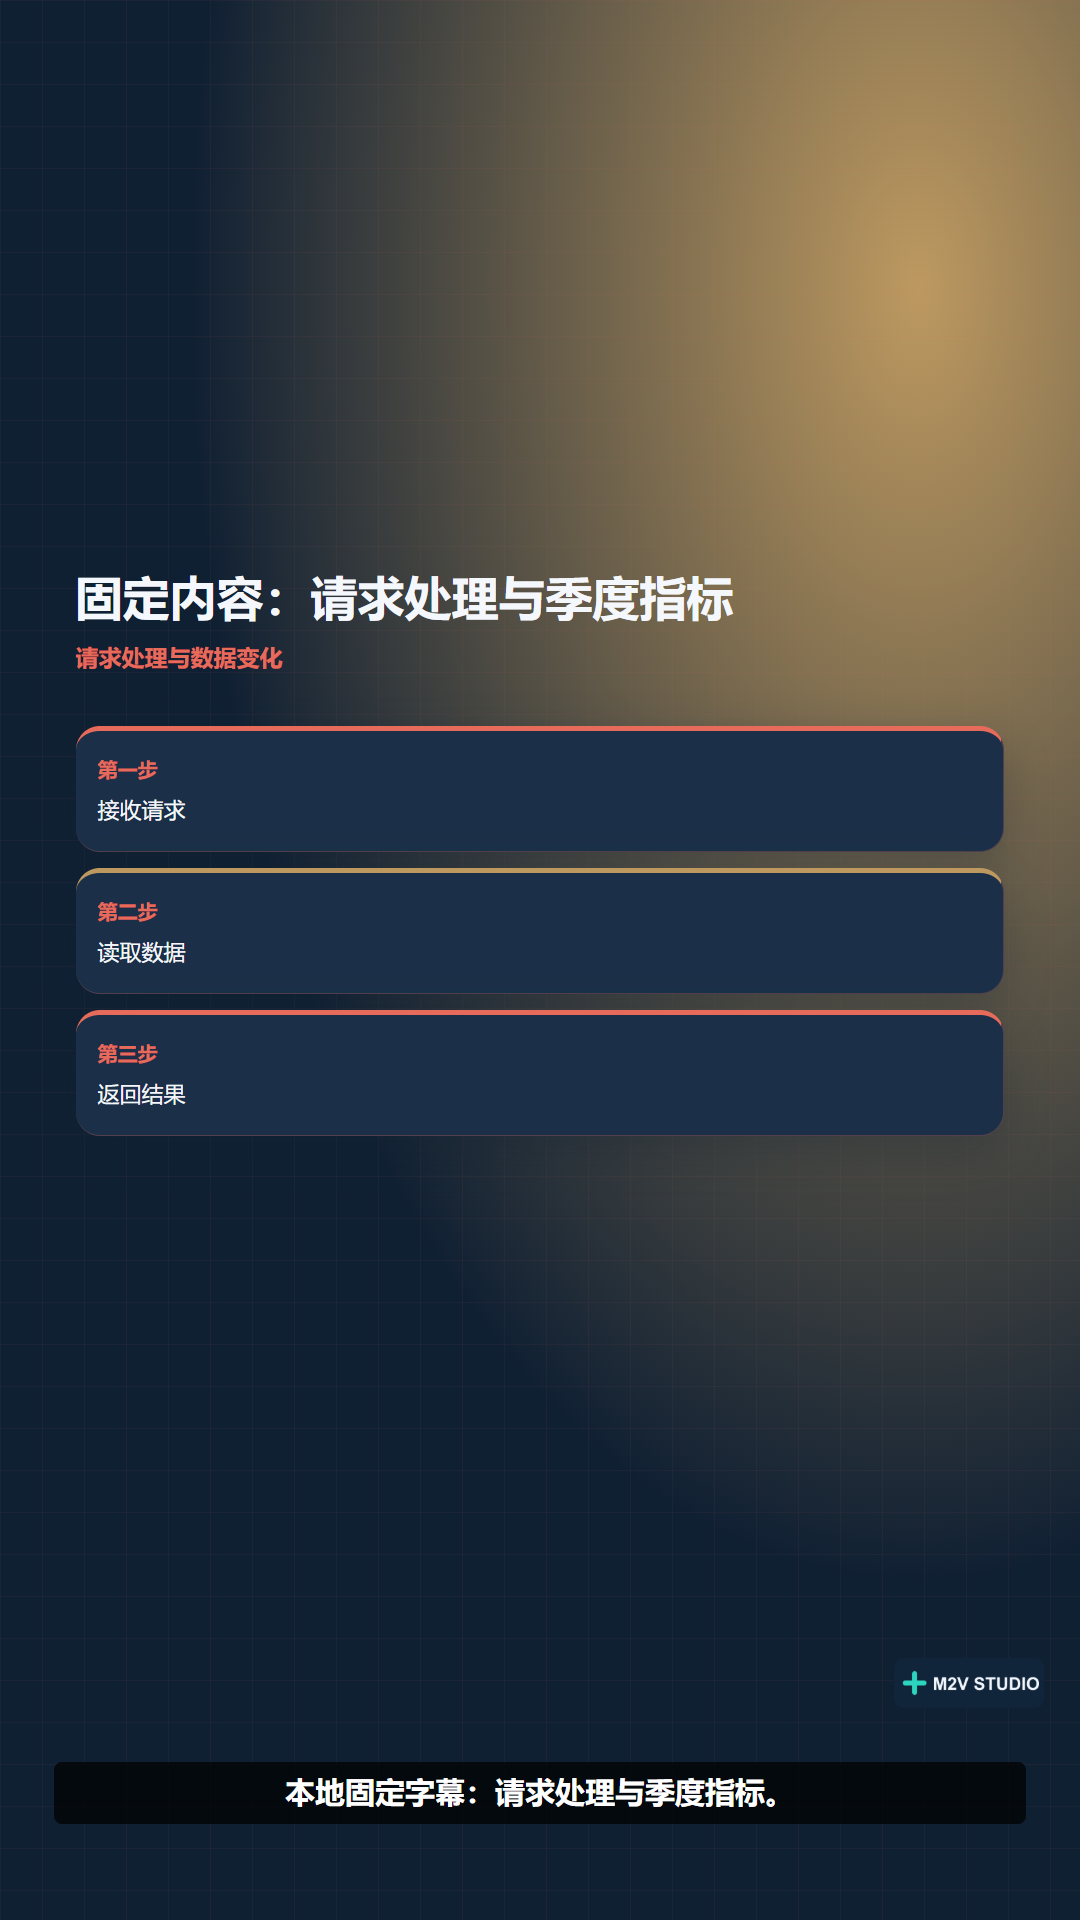 固定内容：请求处理与季度指标
请求处理与数据变化
第一步
接收请求
第二步
读取数据
第三步
返回结果
M2V STUDIO
本地固定字幕：请求处理与季度指标。